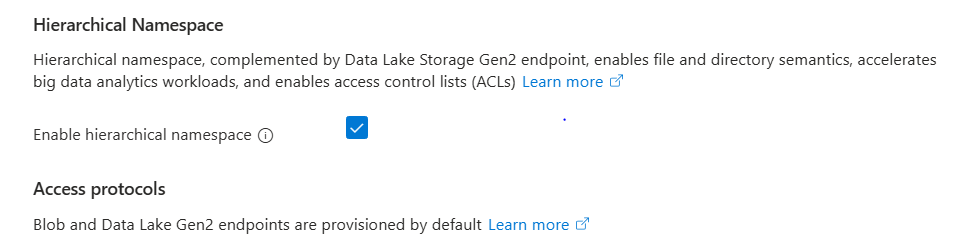 Hierarchical Namespace
Hierarchical namespace, complemented by Data Lake Storage Gen2 endpoint, enables file and directory semantics, accelerates
big data analytics workloads, and enables access control lists (ACLs) Learn more
Enable hierarchical namespace
Access protocols
Blob and Data Lake Gen2 endpoints are provisioned by default Learn more